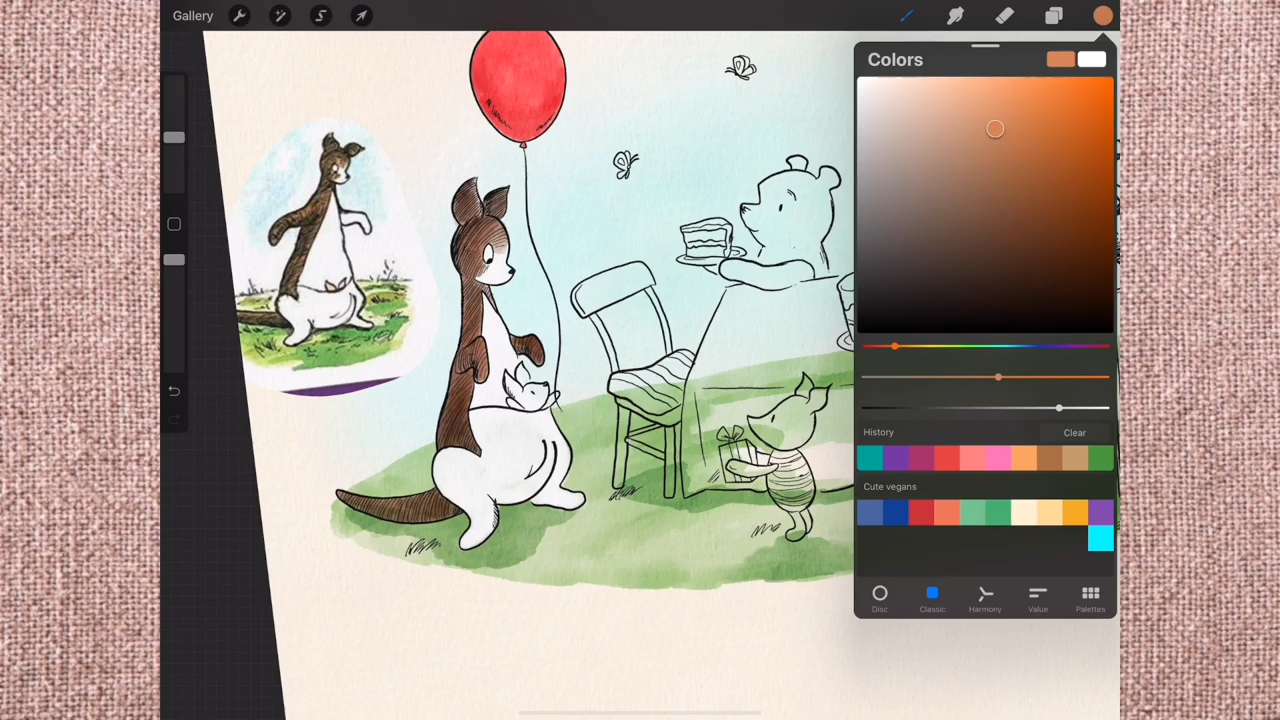 Gallery
Colors
History
Clear
Cute vegans
Disc
Classic
Harmony
Value
Palettes